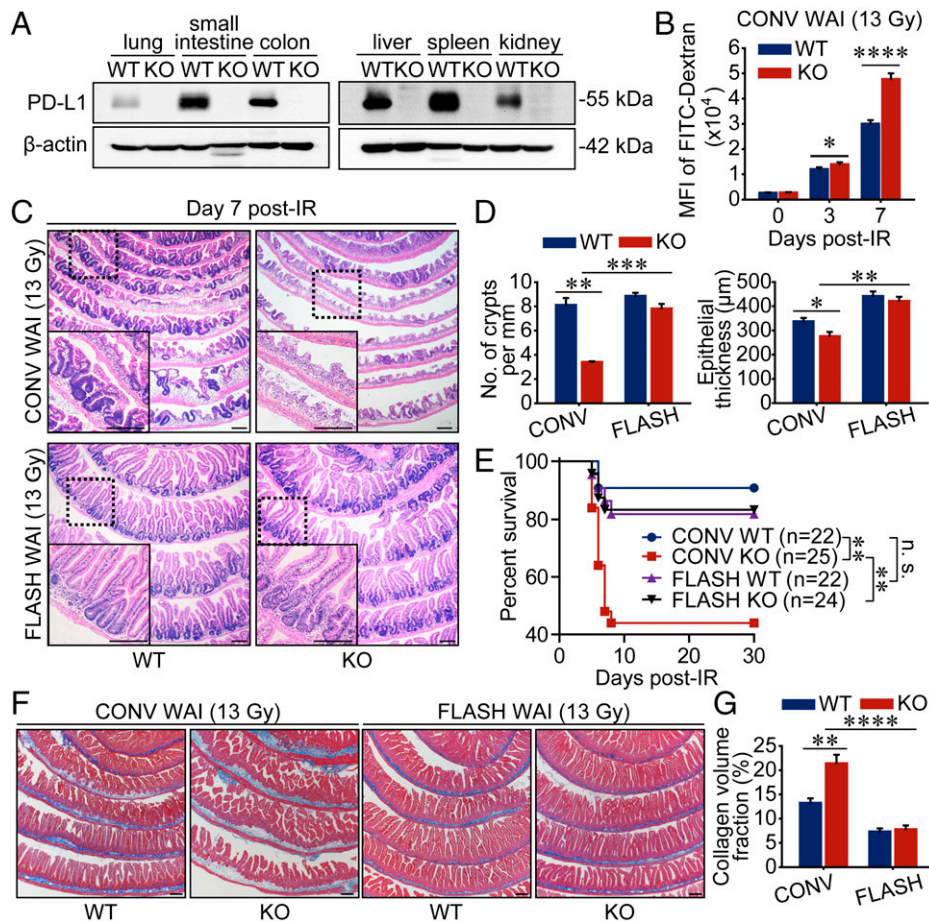 A
lung small intestine colon
WT KO WT KO WT KO
liver spleen kidney
WT KO WT KO WT KO
PD-L1
-55 kDa
β-actin
-42 kDa
B
CONV WAI (13 Gy)
WT
KO
MFI of FITC-Dextran
(x10⁴)
6
5
4
3
2
1
0
*
****
0 3 7
Days post-IR
C
Day 7 post-IR
CONV WAI (13 Gy)
FLASH WAI (13 Gy)
WT KO
D
WT KO
No. of crypts
per mm
10
8
6
4
2
0
**
***
CONV FLASH
Epithelial
thickness (μm)
500
400
300
200
100
0
*
**
CONV FLASH
E
Percent survival
100
80
60
40
CONV WT (n=22)
CONV KO (n=25)
FLASH WT (n=22)
FLASH KO (n=24)
**
**
n.s.
0 10 20 30
Days post-IR
F
CONV WAI (13 Gy) FLASH WAI (13 Gy)
WT KO WT KO
G
WT KO
Collagen volume
fraction (%)
25
20
15
10
5
0
**
****
CONV FLASH